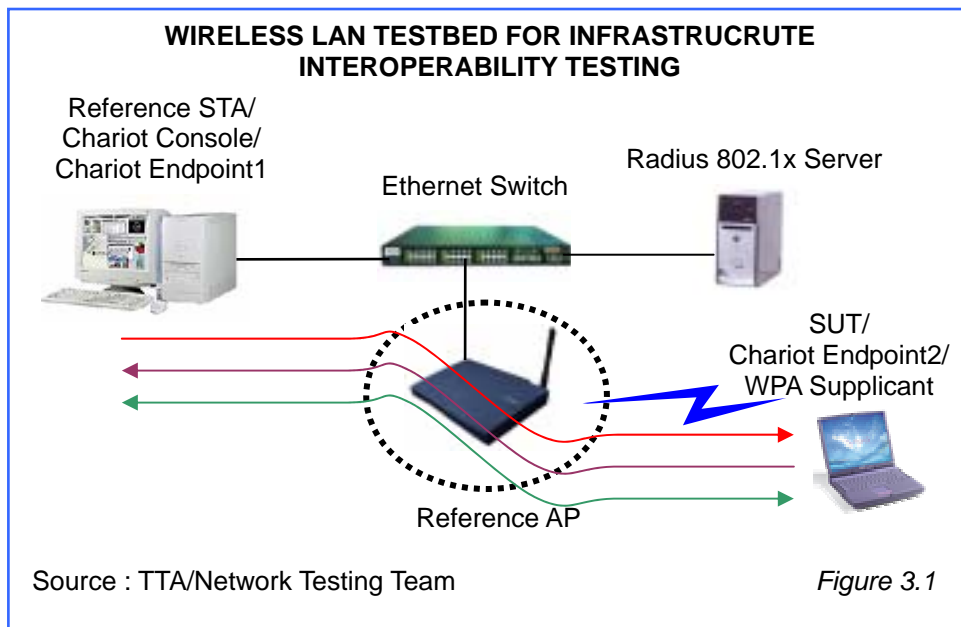 WIRELESS LAN TESTBED FOR INFRASTRUCRUTE
INTEROPERABILITY TESTING
Reference STA/
Chariot Console/
Chariot Endpoint1
Ethernet Switch
Radius 802.1x Server
SUT/
Chariot Endpoint2/
WPA Supplicant
Reference AP
Source : TTA/Network Testing Team
Figure 3.1